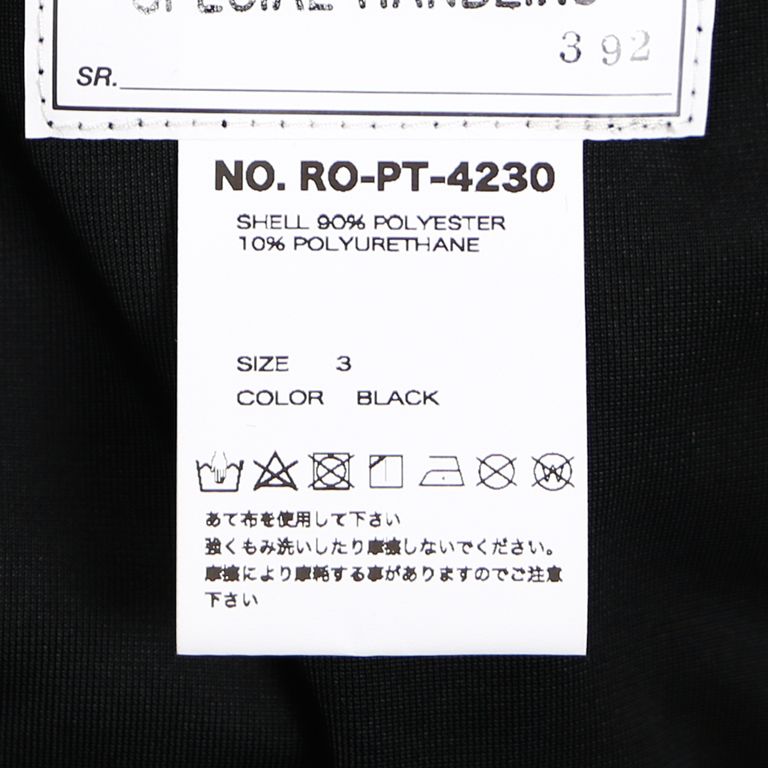 SPECIAL HANDLING
392
SR.
NO. RO-PT-4230
SHELL 90% POLYESTER
10% POLYURETHANE
SIZE 3
COLOR BLACK
あて布を使用して下さい
強くもみ洗いしたり摩擦しないでください。
摩擦により摩耗する事がありますのでご注意
下さい